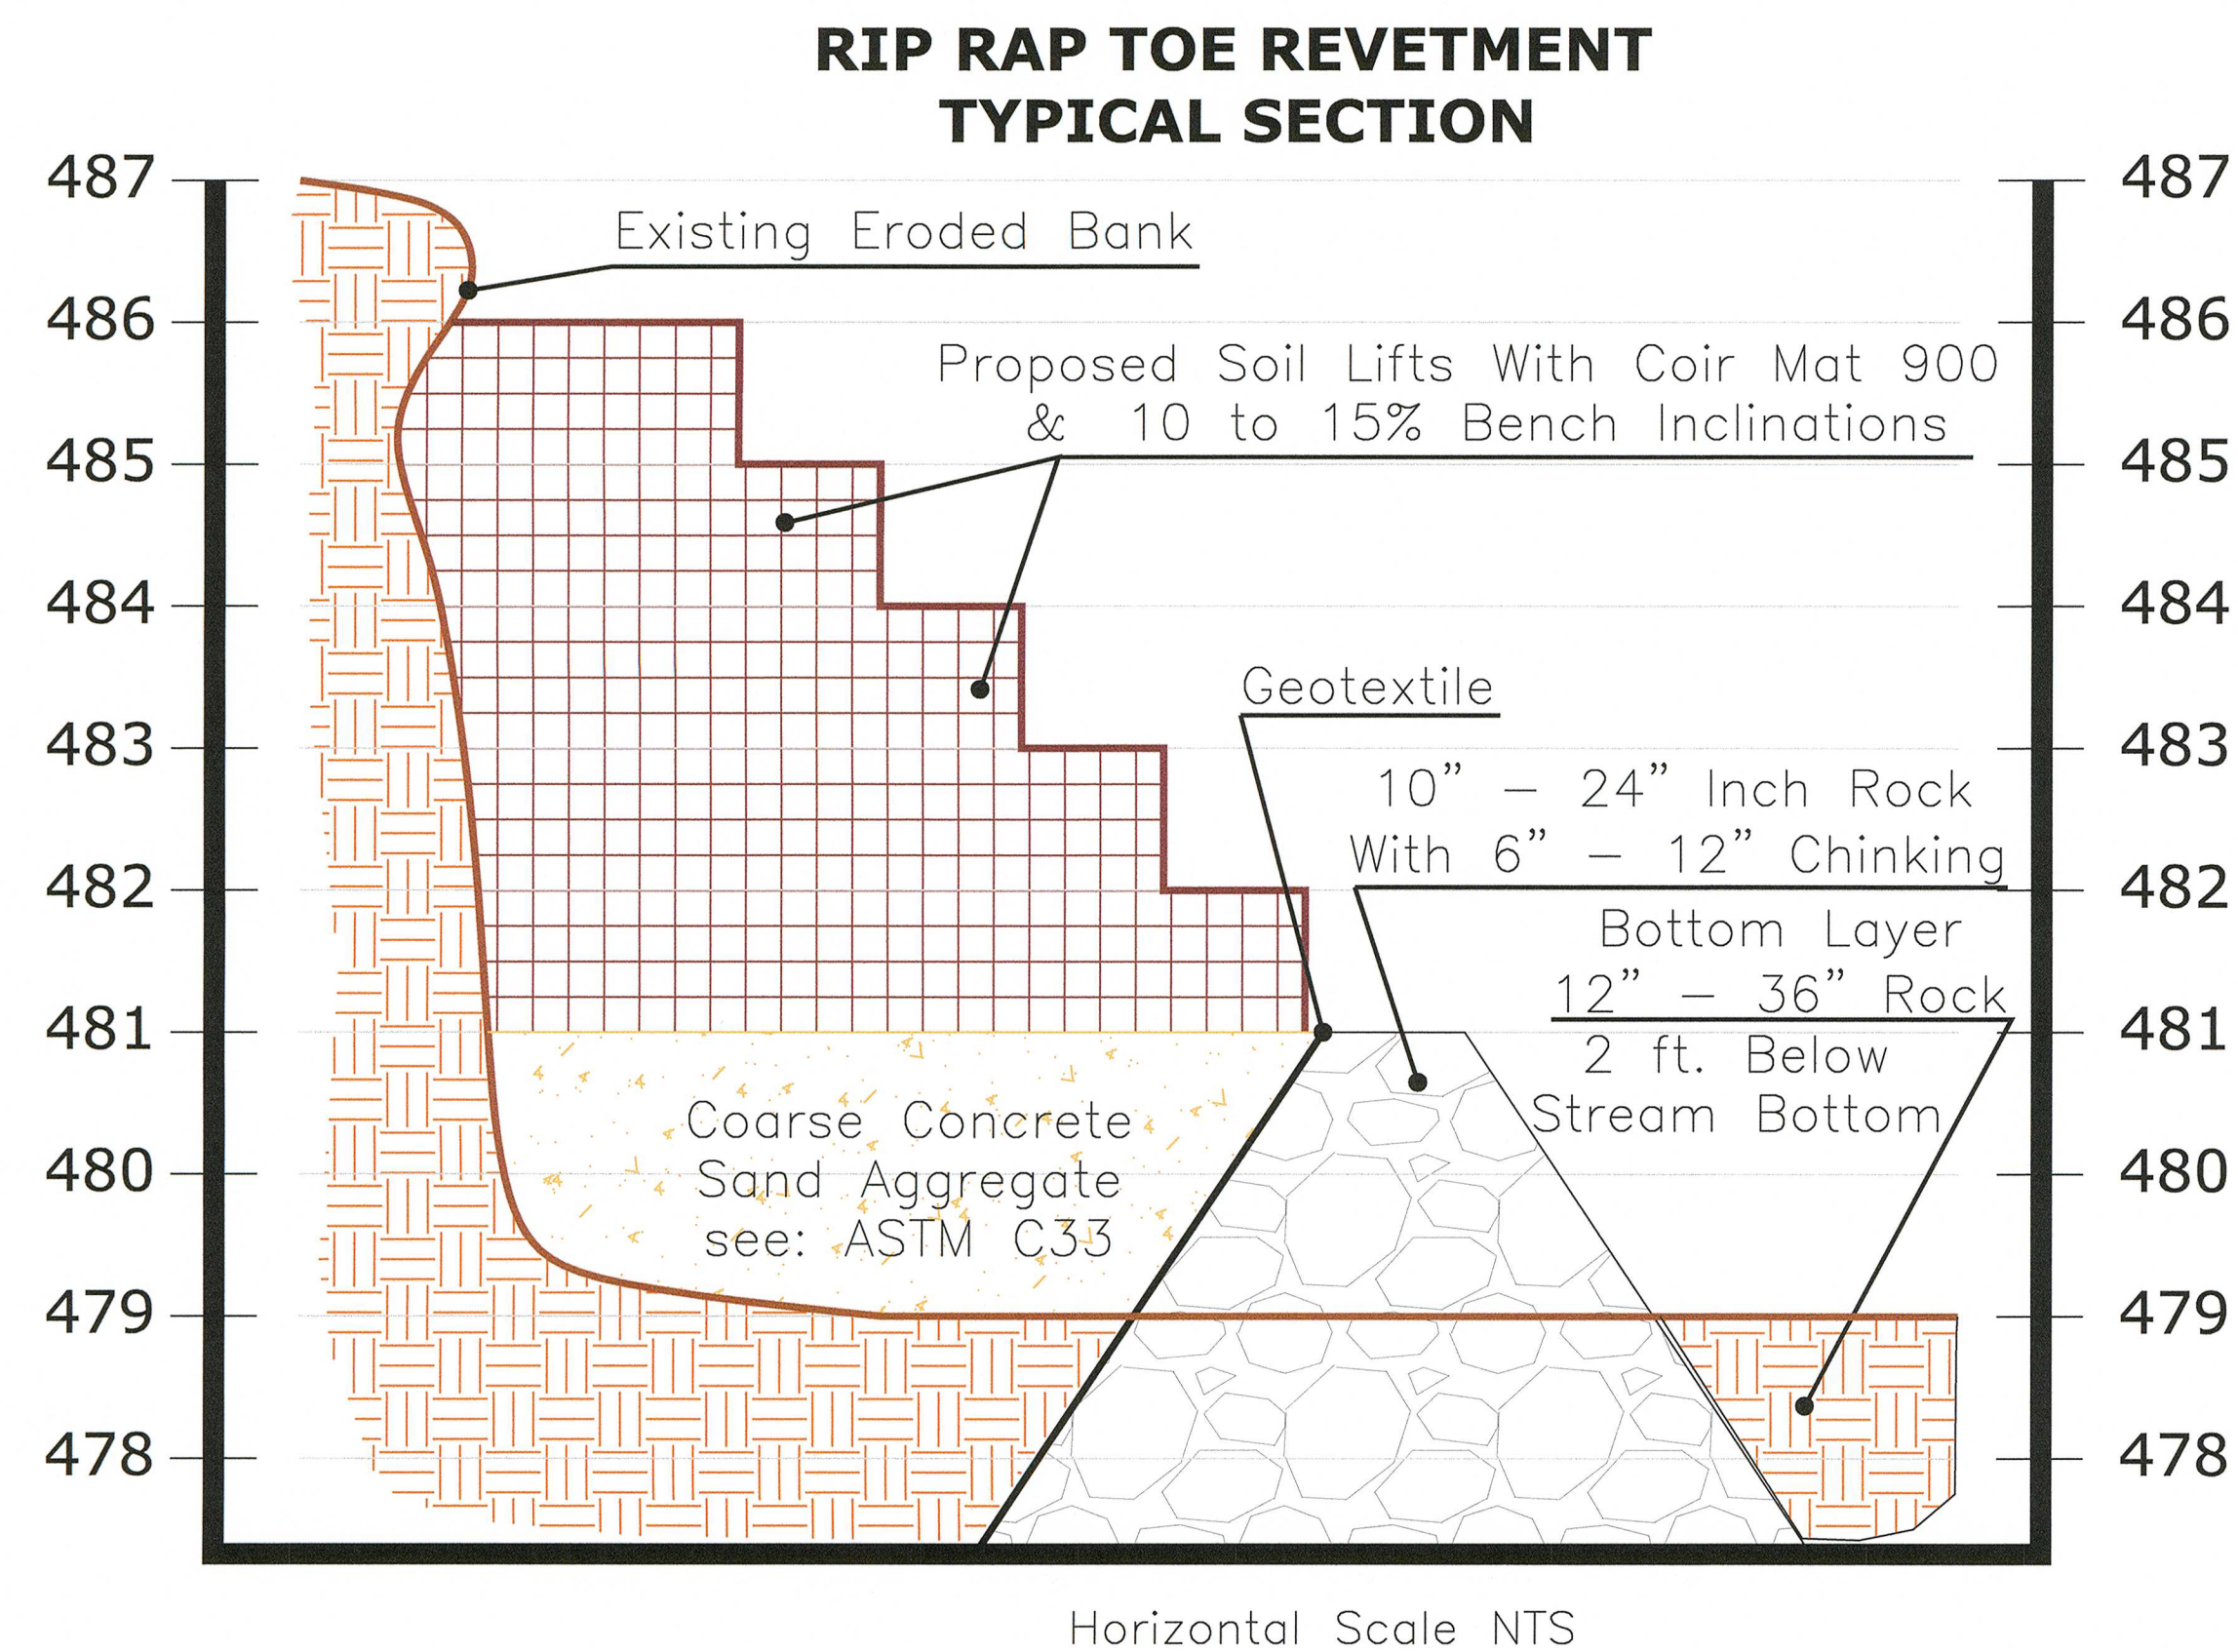 RIP RAP TOE REVETMENT
TYPICAL SECTION
487
487
Existing Eroded Bank
486
486
Proposed Soil Lifts With Coir Mat 900
& 10 to 15% Bench Inclinations
485
485
484
484
Geotextile
483
483
10” – 24” Inch Rock
With 6” – 12” Chinking
482
482
Bottom Layer
12” – 36” Rock
2 ft. Below
Stream Bottom
481
481
Coarse Concrete
Sand Aggregate
see: ASTM C33
480
480
479
479
478
478
Horizontal Scale NTS